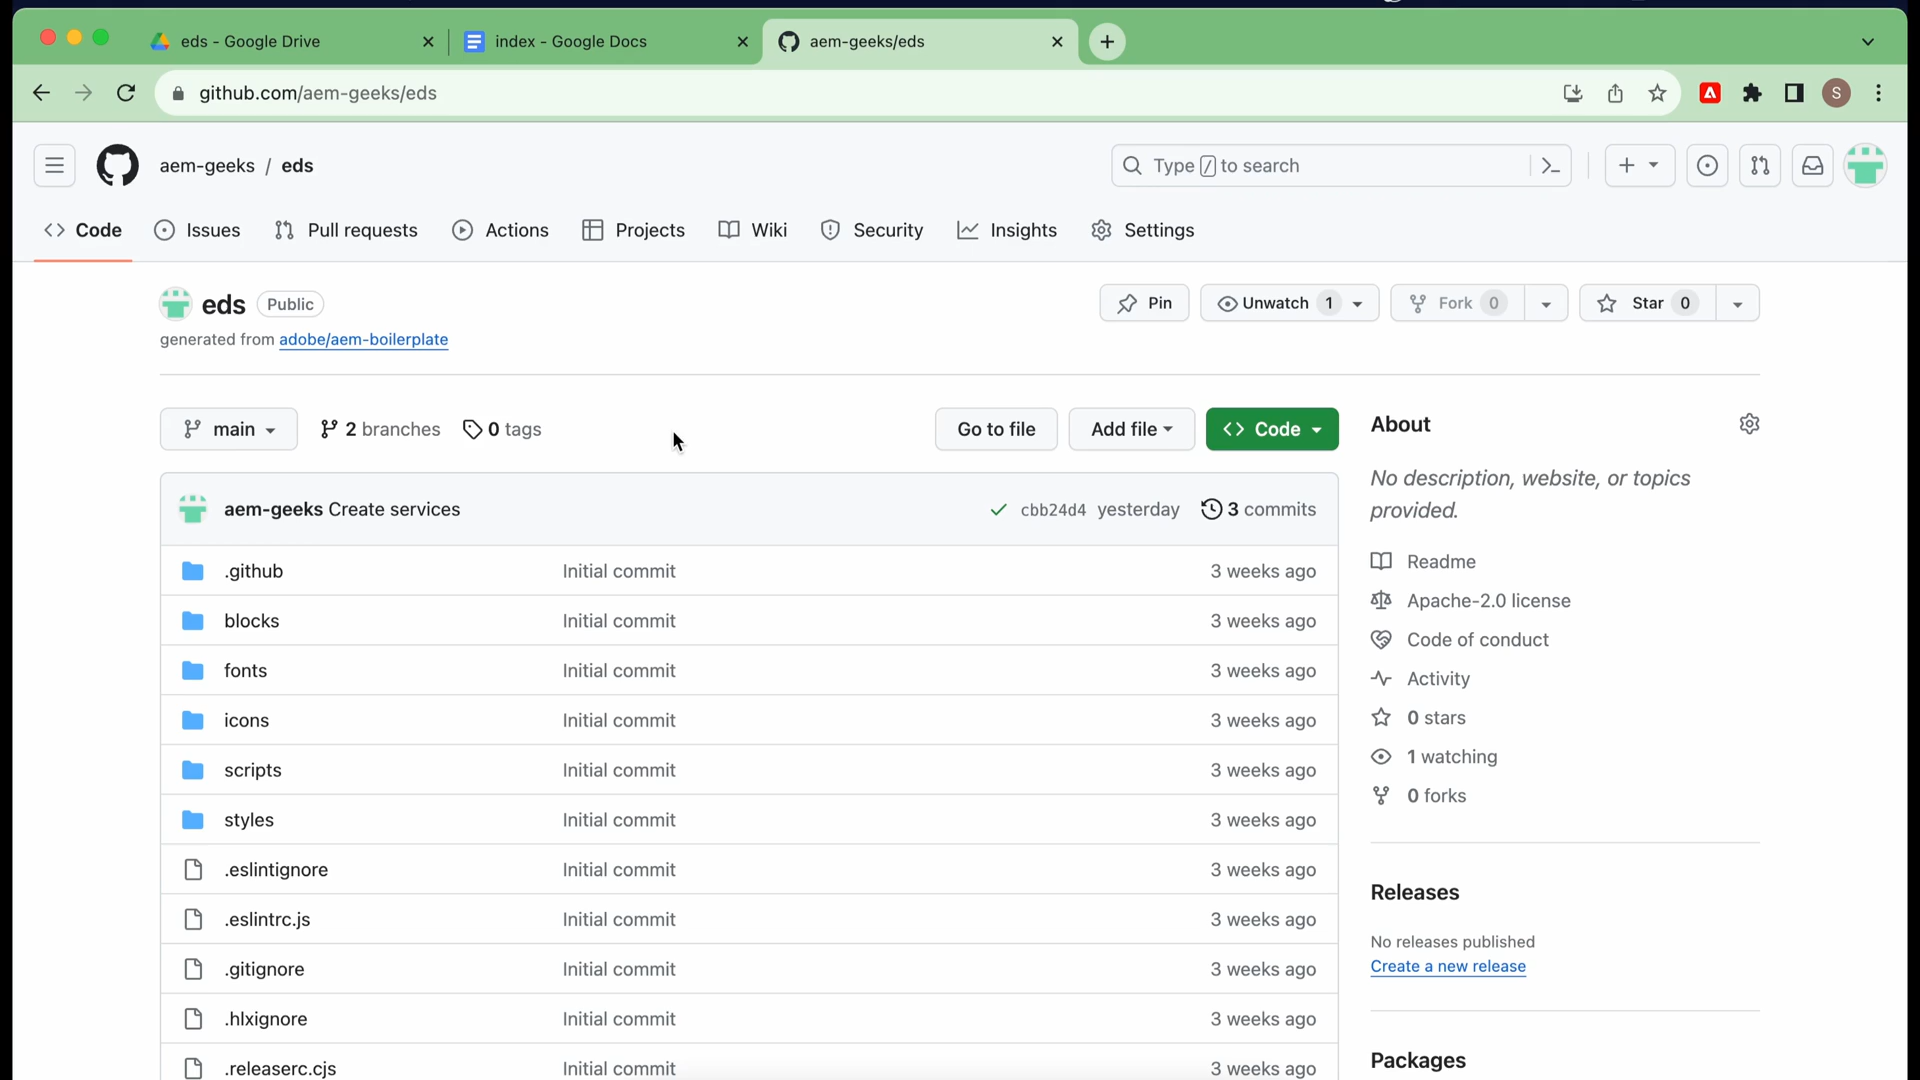 eds - Google Drive
index - Google Docs
aem-geeks/eds
github.com/aem-geeks/eds
S
aem-geeks / eds
Type / to search
Code
Issues
Pull requests
Actions
Projects
Wiki
Security
Insights
Settings
eds Public
generated from adobe/aem-boilerplate
Pin
Unwatch 1
Fork 0
Star 0
main
2 branches
0 tags
Go to file
Add file
Code
aem-geeks Create services
cbb24d4 yesterday
3 commits
.github Initial commit 3 weeks ago
blocks Initial commit 3 weeks ago
fonts Initial commit 3 weeks ago
icons Initial commit 3 weeks ago
scripts Initial commit 3 weeks ago
styles Initial commit 3 weeks ago
.eslintignore Initial commit 3 weeks ago
.eslintrc.js Initial commit 3 weeks ago
.gitignore Initial commit 3 weeks ago
.hlxignore Initial commit 3 weeks ago
.releaserc.cjs Initial commit 3 weeks ago
About
No description, website, or topics
provided.
Readme
Apache-2.0 license
Code of conduct
Activity
0 stars
1 watching
0 forks
Releases
No releases published
Create a new release
Packages